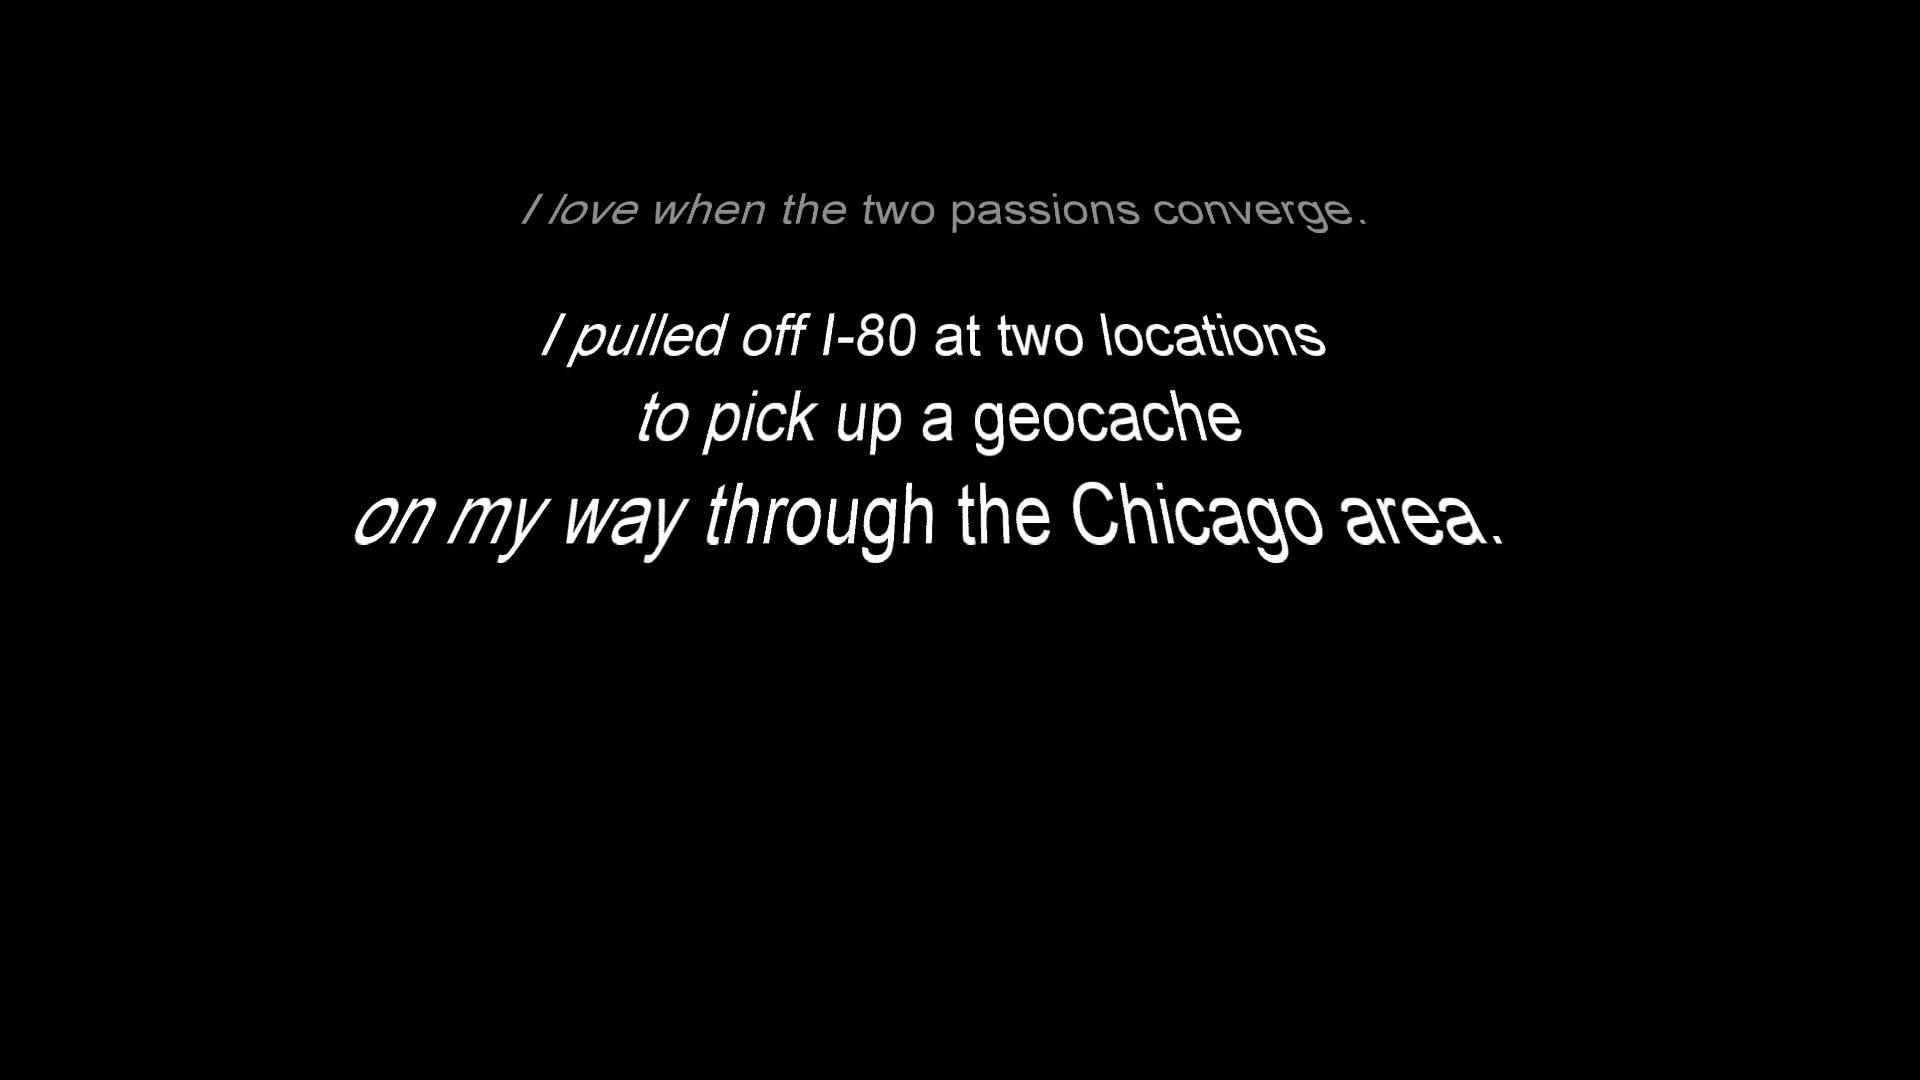 I love when the two passions converge.
I pulled off I-80 at two locations
to pick up a geocache
on my way through the Chicago area.